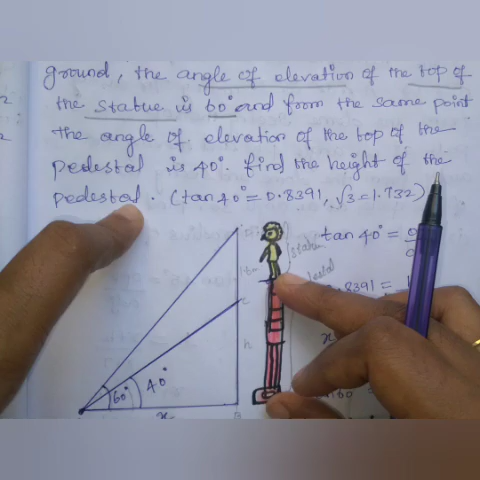 ground, the angle of elevation of the top of
the statue is 60° and from the same point
the angle of elevation of the top of the
pedestal is 40°. find the height of the
pedestal. (tan40°=0.8391, √3=1.732)
tan 40° =
statue
.8391 =
h
60° 40°
x